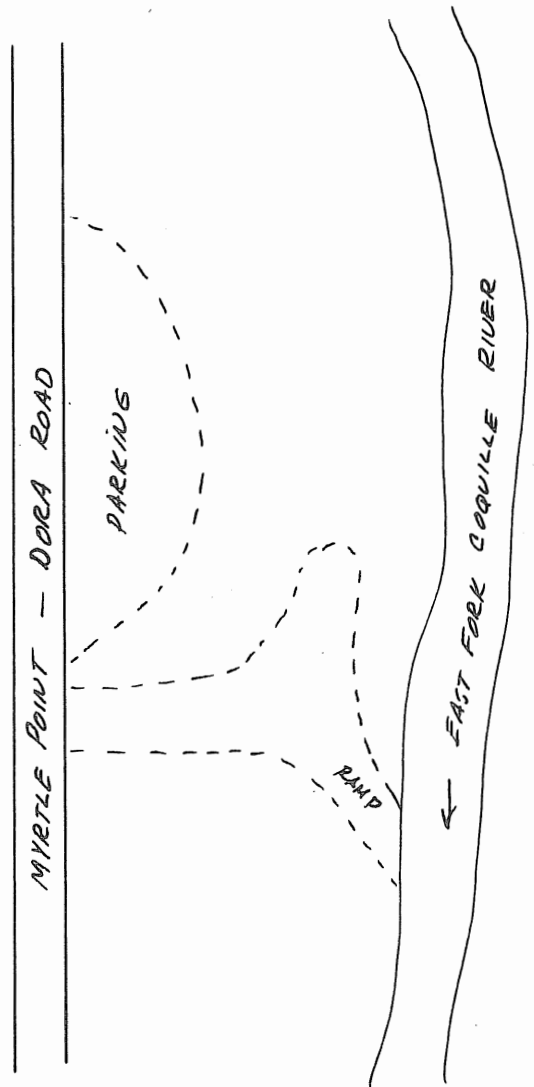 MYRTLE POINT — DORA ROAD
PARKING
RAMP
← EAST FORK COQUILLE RIVER